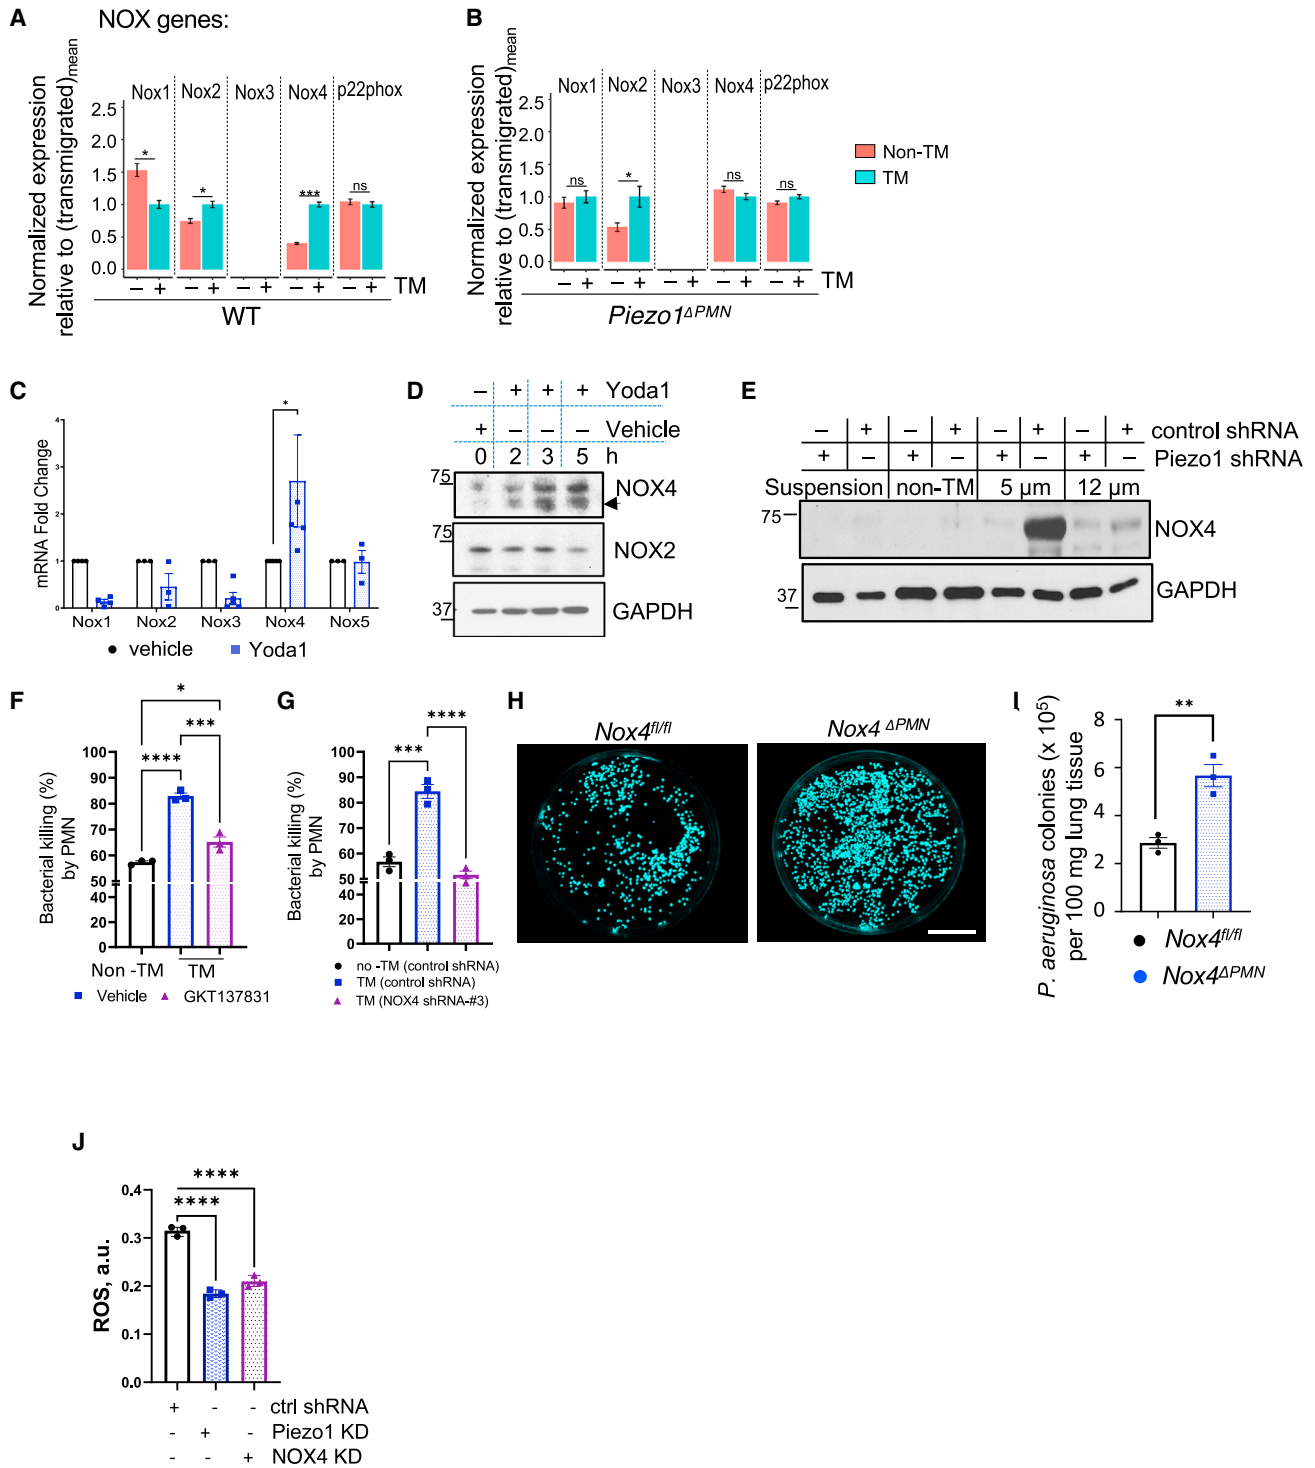 A
NOX genes:
Normalized expression
relative to (transmigrated)mean
Nox1 Nox2 Nox3 Nox4 p22phox
2.5
2.0
1.5
1.0
0.5
0.0
* * *** ns
– + – + – + – + – + TM
WT
B
Normalized expression
relative to (transmigrated)mean
Nox1 Nox2 Nox3 Nox4 p22phox
2.5
2.0
1.5
1.0
0.5
0.0
ns * ns ns
– + – + – + – + – + TM
Piezo1ΔPMN
Non-TM
TM
C
mRNA Fold Change
4
3
2
1
0
*
Nox1 Nox2 Nox3 Nox4 Nox5
vehicle Yoda1
D
– + + + Yoda1
+ – – – Vehicle
0 2 3 5 h
75 NOX4
75 NOX2
37 GAPDH
E
– + – + – + – + control shRNA
+ – + – + – + – Piezo1 shRNA
Suspension non-TM 5 µm 12 µm
75 NOX4
37 GAPDH
F
Bacterial killing (%)
by PMN
100
90
80
70
60
50
40
20
0
* **** ***
Non -TM TM
Vehicle GKT137831
G
Bacterial killing (%)
by PMN
100
90
80
70
60
50
40
20
0
*** ****
no -TM (control shRNA)
TM (control shRNA)
TM (NOX4 shRNA-#3)
H
Nox4fl/fl Nox4 ΔPMN
I
P. aeruginosa colonies (x 10⁵)
per 100 mg lung tissue
8
6
4
2
0
**
Nox4fl/fl
Nox4ΔPMN
J
ROS, a.u.
0.4
0.3
0.2
0.1
0.0
****
****
+ - - ctrl shRNA
- + - Piezo1 KD
- - + NOX4 KD